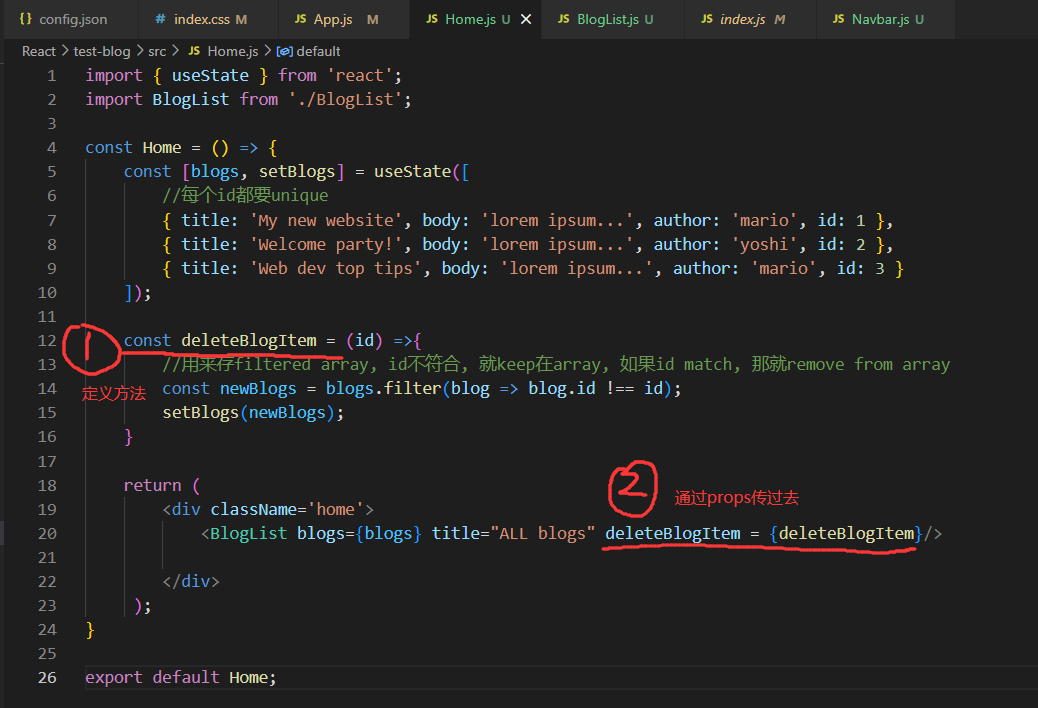 {} config.json # index.css M JS App.js M JS Home.js U × JS BlogList.js U JS index.js M JS Navbar.js U
React > test-blog > src > JS Home.js > default
1 import { useState } from 'react';
2 import BlogList from './BlogList';
3
4 const Home = () => {
5 const [blogs, setBlogs] = useState([
6 //每个id都要unique
7 { title: 'My new website', body: 'lorem ipsum...', author: 'mario', id: 1 },
8 { title: 'Welcome party!', body: 'lorem ipsum...', author: 'yoshi', id: 2 },
9 { title: 'Web dev top tips', body: 'lorem ipsum...', author: 'mario', id: 3 }
10 ]);
11
12 const deleteBlogItem = (id) =>{
1
13 //用来存filtered array, id不符合, 就keep在array, 如果id match, 那就remove from array
定义方法
14 const newBlogs = blogs.filter(blog => blog.id !== id);
15 setBlogs(newBlogs);
16 }
17
18 return (
2 通过props传过去
19 <div className='home'>
20 <BlogList blogs={blogs} title="ALL blogs" deleteBlogItem = {deleteBlogItem}/>
21
22 </div>
23 );
24 }
25
26 export default Home;